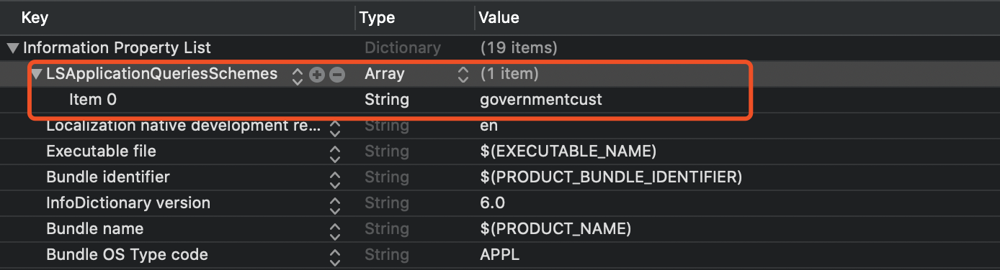 Key Type Value
Information Property List Dictionary (19 items)
LSApplicationQueriesSchemes Array (1 item)
Item 0 String governmentcust
Localization native development re... String en
Executable file String $(EXECUTABLE_NAME)
Bundle identifier String $(PRODUCT_BUNDLE_IDENTIFIER)
InfoDictionary version String 6.0
Bundle name String $(PRODUCT_NAME)
Bundle OS Type code String APPL